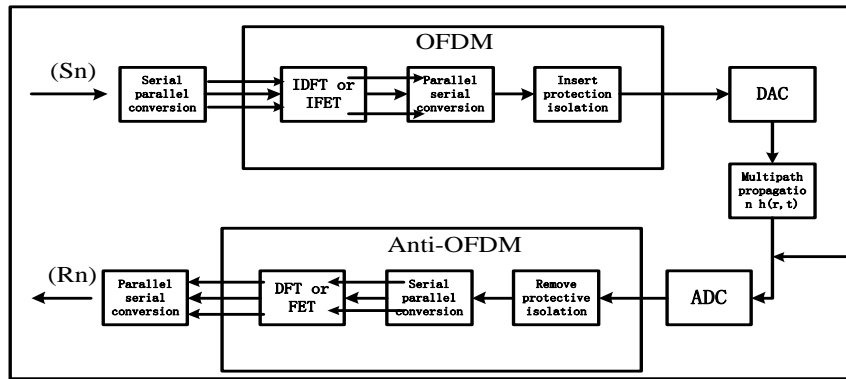 OFDM
(Sn)
Serial
parallel
conversion
IDFT or
IFET
Parallel
serial
conversion
Insert
protection
isolation
DAC
Multipath
propagatio
n h(r,t)
Anti-OFDM
(Rn)
Parallel
serial
conversion
DFT or
FET
Serial
parallel
conversion
Remove
protective
isolation
ADC